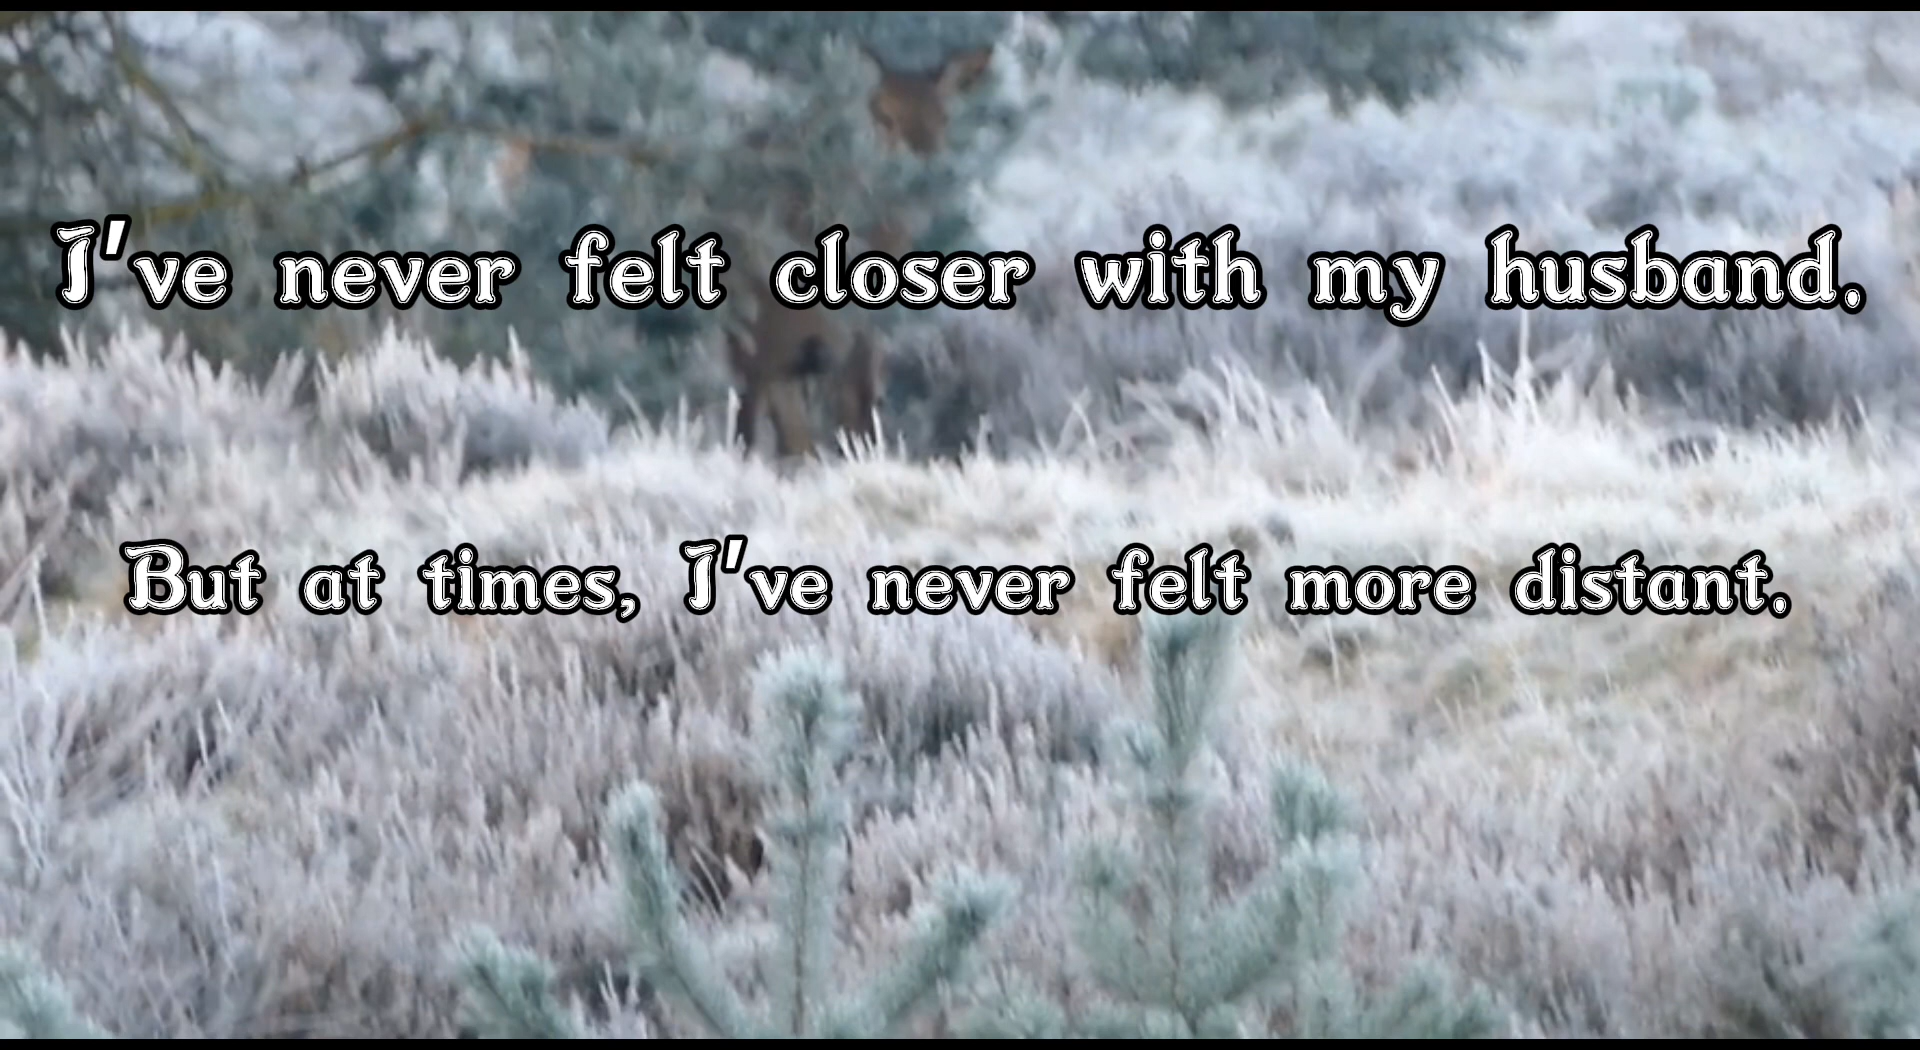 I've never felt closer with my husband.
But at times, I've never felt more distant.